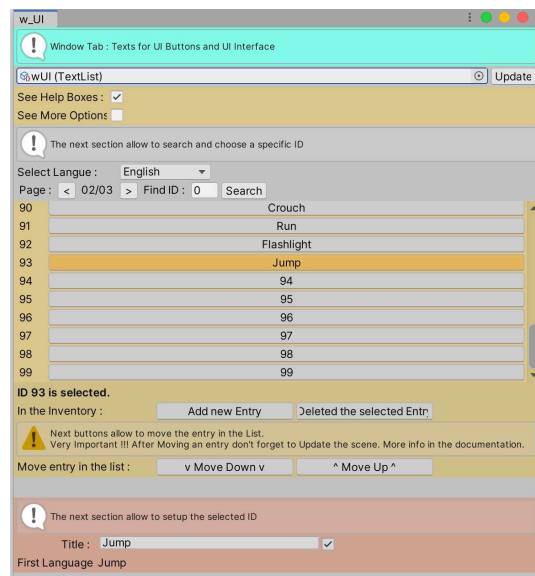 w_UI
Window Tab : Texts for UI Buttons and UI Interface
wUI (TextList)
Update
See Help Boxes :
See More Options
The next section allow to search and choose a specific ID
Select Langue : English
Page : < 02/03 > Find ID : 0 Search
90 Crouch
91 Run
92 Flashlight
93 Jump
94 94
95 95
96 96
97 97
98 98
99 99
ID 93 is selected.
In the Inventory : Add new Entry Deleted the selected Entry
Next buttons allow to move the entry in the List.
Very Important !!! After Moving an entry don't forget to Update the scene. More info in the documentation.
Move entry in the list : v Move Down v ^ Move Up ^
The next section allow to setup the selected ID
Title : Jump
First Language Jump